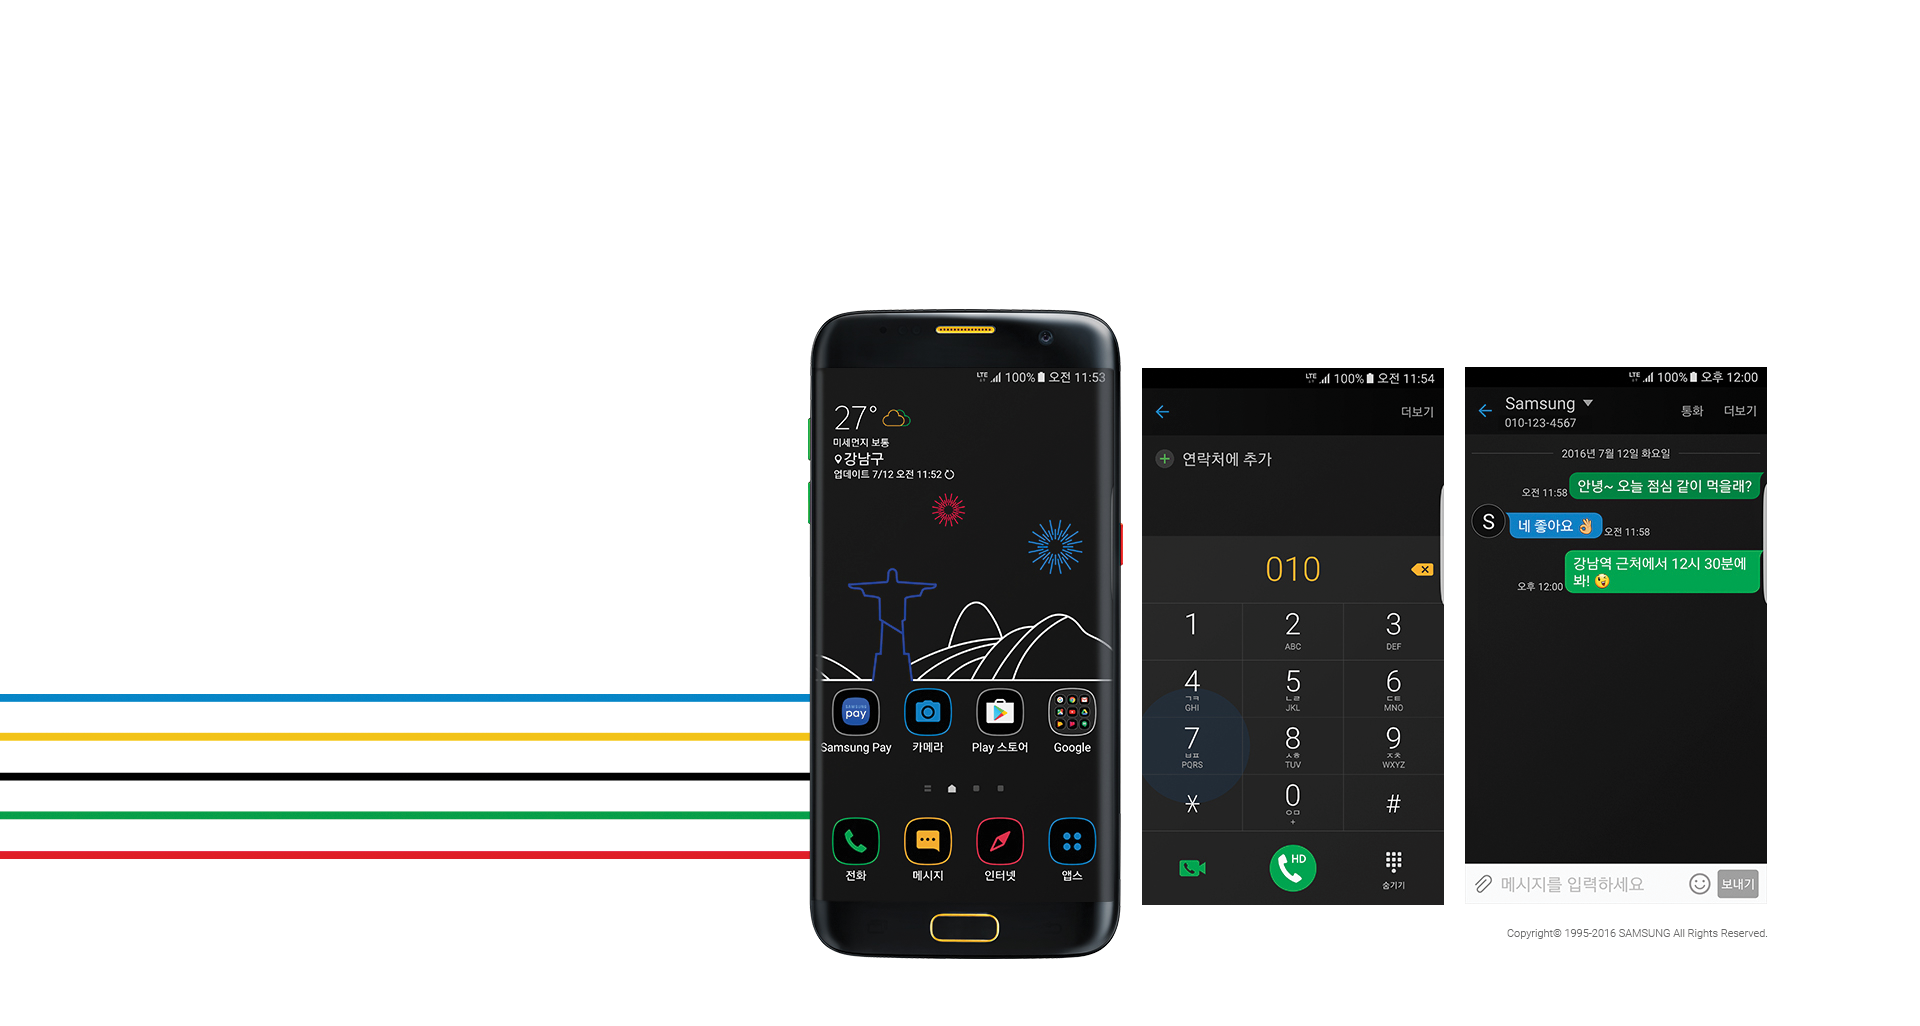 LTE 100% 오전 11:53
27°
미세먼지 보통
강남구
업데이트 7/12 오전 11:52
SAMSUNG
pay
Samsung Pay 카메라 Play 스토어 Google
전화 메시지 인터넷 앱스
LTE 100% 오전 11:54
더보기
연락처에 추가
010
1 2 3
ABC DEF
4 5 6
ㄱㅋ ㄴㄹ ㄷㅌ
GHI JKL MNO
7 8 9
ㅂㅍ ㅅㅎ ㅈㅊ
PQRS TUV WXYZ
* 0 #
ㅇㅁ
+
HD
숨기기
LTE 100% 오후 12:00
Samsung
통화 더보기
010-123-4567
2016년 7월 12일 화요일
안녕~ 오늘 점심 같이 먹을래?
오전 11:58
S
네 좋아요 👌
오전 11:58
강남역 근처에서 12시 30분에
봐! 😉
오후 12:00
메시지를 입력하세요 보내기
Copyright© 1995-2016 SAMSUNG All Rights Reserved.